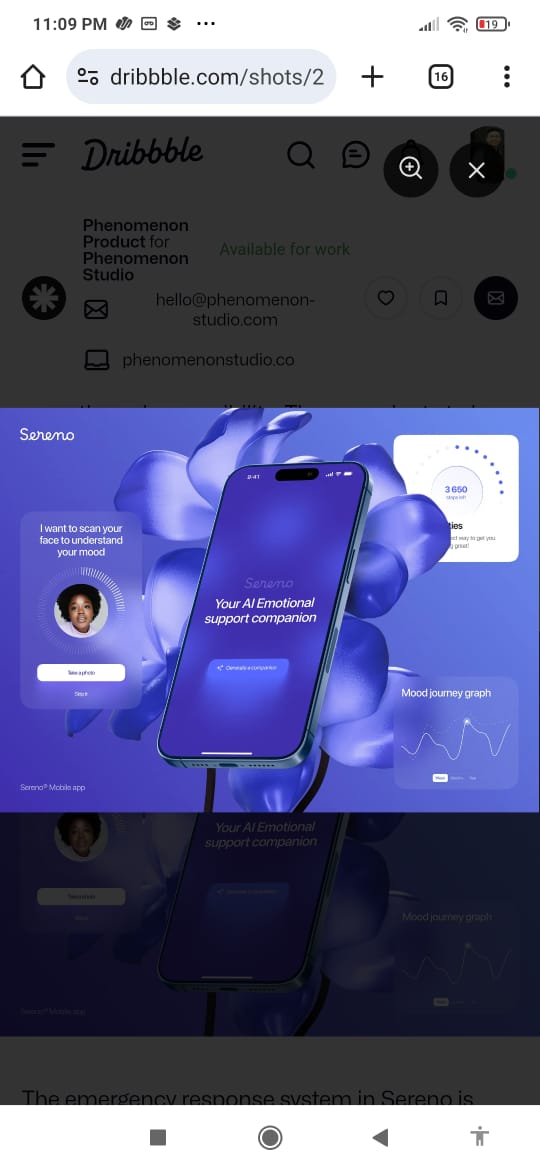 11:09 PM
19
dribbble.com/shots/2
16
Dribbble
Phenomenon
Product for
Phenomenon
Studio
Available for work
hello@phenomenon-
studio.com
phenomenonstudio.co
Sereno
I want to scan your
face to understand
your mood
Take a photo
Skip it
Sereno® Mobile app
9:41
Sereno
Your AI Emotional
support companion
Generate a companion
3 650
steps left
ties
way to get you
great!
Mood journey graph
Week
Year
Your AI Emotional
support companion
Mood journey graph
Sereno® Mobile app
The emergency response system in Sereno is